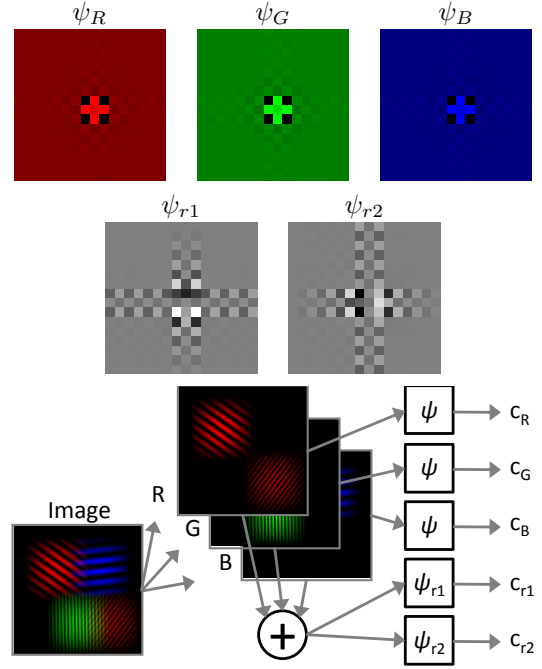 ψ_R ψ_G ψ_B
ψ_r1 ψ_r2
Image
R
G
B
ψ c_R
ψ c_G
ψ c_B
ψ_r1 c_r1
+
ψ_r2 c_r2